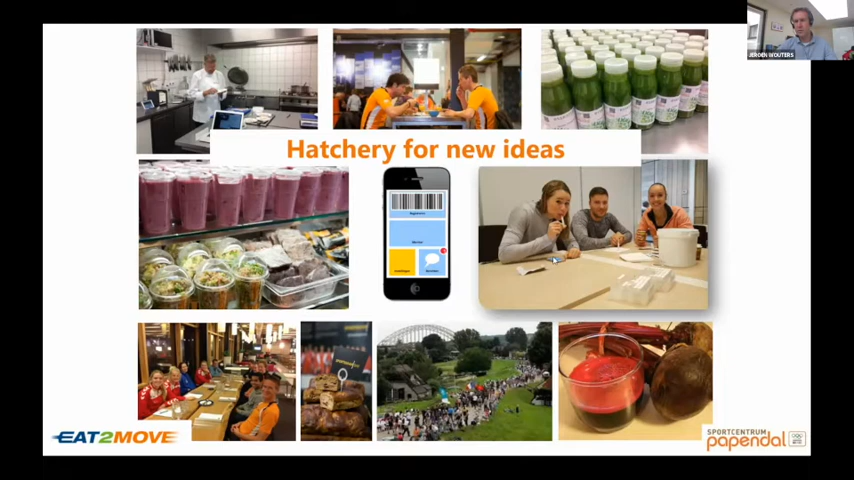 JEROEN WOUTERS
Hatchery for new ideas
EAT2MOVE
SPORTCENTRUM
papendal